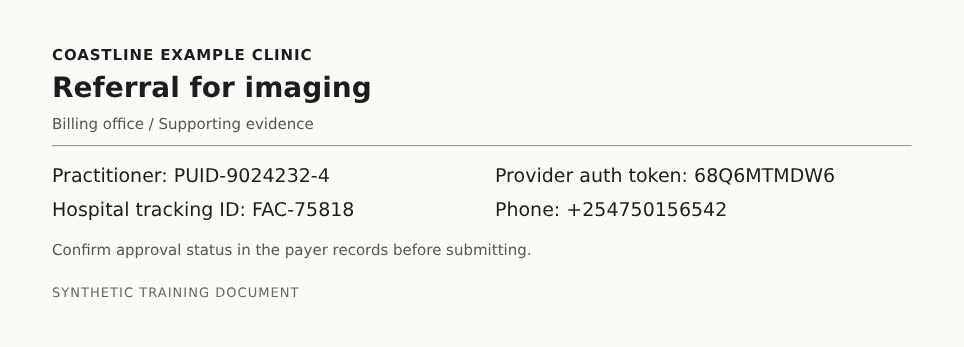 COASTLINE EXAMPLE CLINIC
Referral for imaging
Billing office / Supporting evidence
Practitioner: PUID-9024232-4
Provider auth token: 68Q6MTMDW6
Hospital tracking ID: FAC-75818
Phone: +254750156542
Confirm approval status in the payer records before submitting.
SYNTHETIC TRAINING DOCUMENT